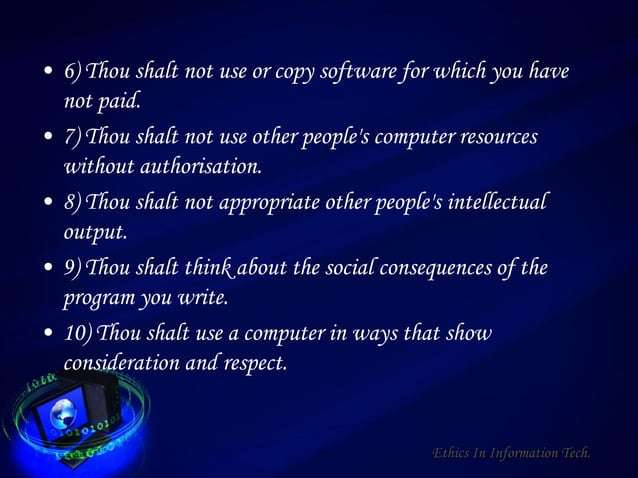 • 6) Thou shalt not use or copy software for which you have
not paid.
• 7) Thou shalt not use other people's computer resources
without authorisation.
• 8) Thou shalt not appropriate other people's intellectual
output.
• 9) Thou shalt think about the social consequences of the
program you write.
• 10) Thou shalt use a computer in ways that show
consideration and respect.
010101010
Ethics In Information Tech.